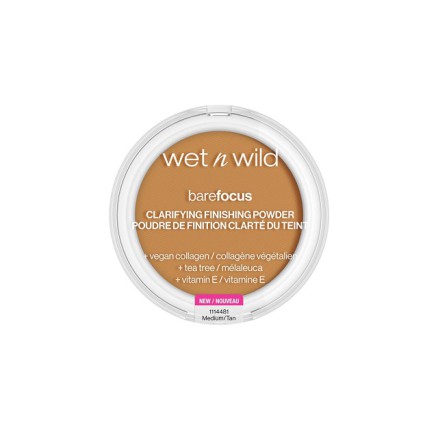 wet n wild
barefocus
CLARIFYING FINISHING POWDER
POUDRE DE FINITION CLARTÉ DU TEINT
+ vegan collagen / collagène végétalien
+ tea tree / mélaleuca
+ vitamin E / vitamine E
NEW / NOUVEAU
1114481
Medium/Tan